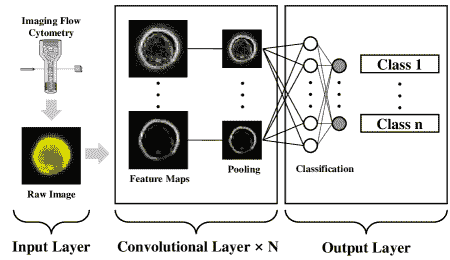 Imaging Flow
Cytometry
Raw Image
Feature Maps
Pooling
Classification
Class 1
Class n
Input Layer
Convolutional Layer × N
Output Layer